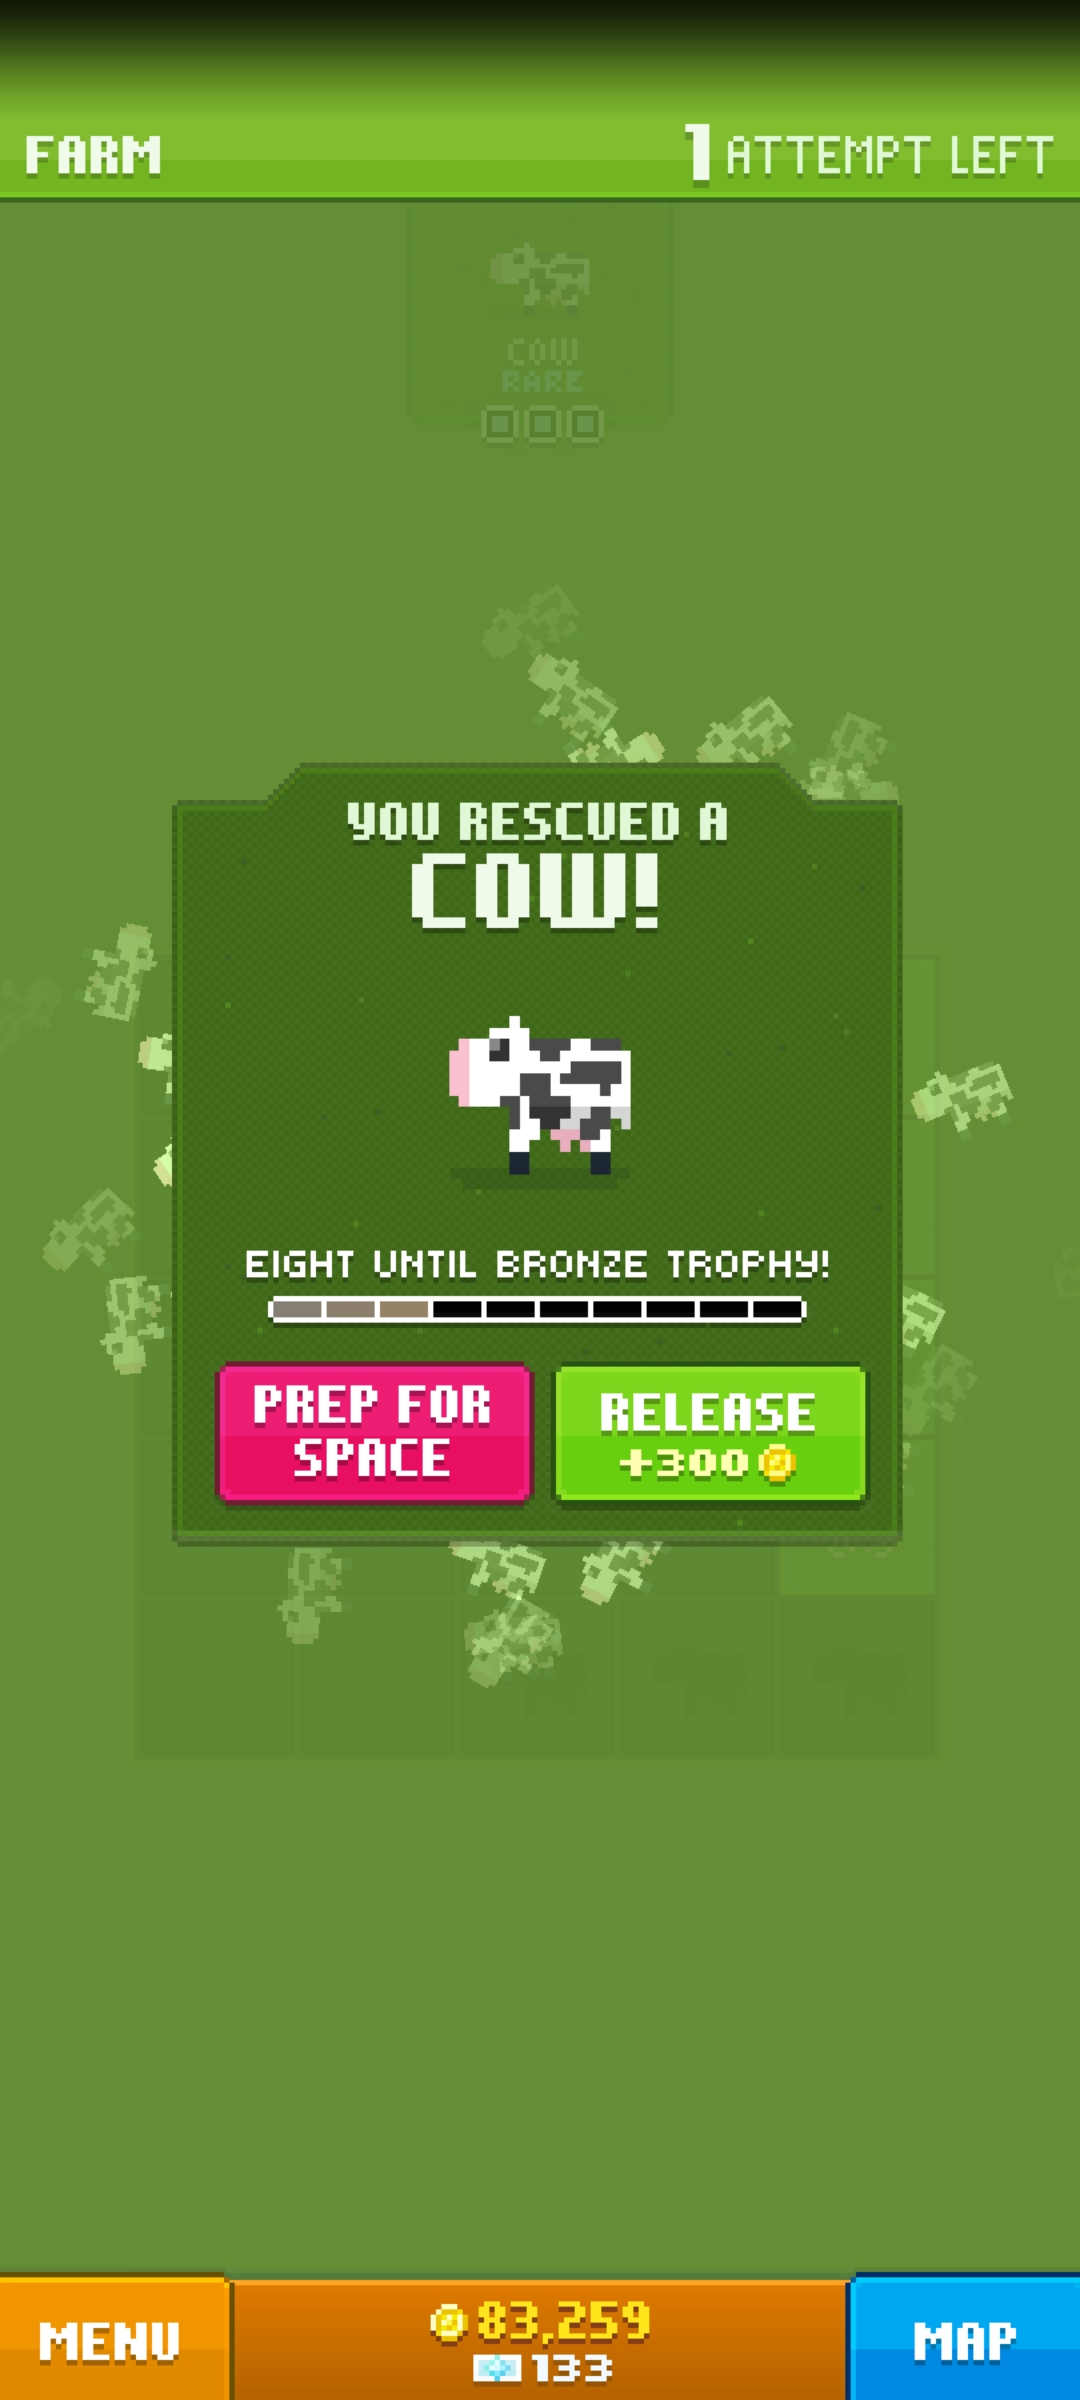 FARM
1 ATTEMPT LEFT
COW
RARE
YOU RESCUED A
COW!
EIGHT UNTIL BRONZE TROPHY!
PREP FOR
SPACE
RELEASE
+300
MENU
83,259
133
MAP